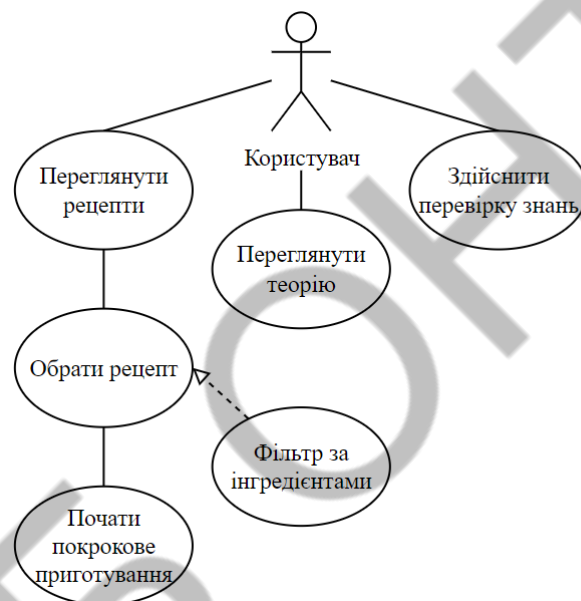 Користувач
Переглянути
рецепти
Здійснити
перевірку знань
Переглянути
теорію
Обрати рецепт
Фільтр за
інгредієнтами
Почати
покрокове
приготування